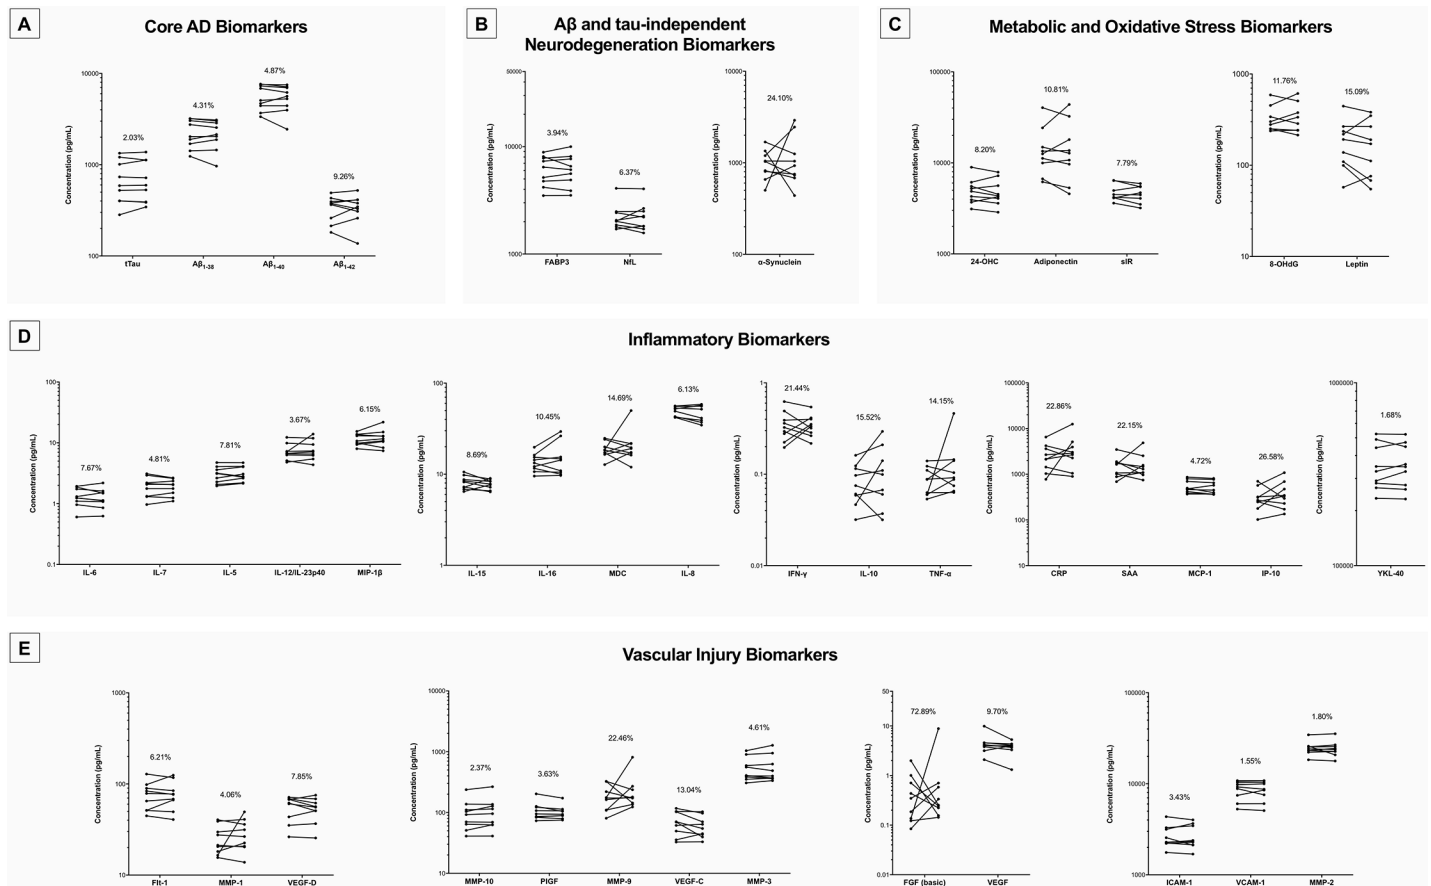 A
Core AD Biomarkers
Concentration (pg/mL)
10000
1000
100
2.03%
4.31%
4.87%
9.26%
tTau
Aβ1-38
Aβ1-40
Aβ1-42
B
Aβ and tau-independent
Neurodegeneration Biomarkers
Concentration (pg/mL)
50000
10000
1000
3.94%
6.37%
FABP3
NfL
Concentration (pg/mL)
10000
1000
100
24.10%
α-Synuclein
C
Metabolic and Oxidative Stress Biomarkers
Concentration (pg/mL)
100000
10000
1000
8.20%
10.81%
7.79%
24-OHC
Adiponectin
sIR
Concentration (pg/mL)
1000
100
10
11.76%
15.09%
8-OHdG
Leptin
D
Inflammatory Biomarkers
Concentration (pg/mL)
100
10
1
0.1
7.67%
4.81%
7.81%
3.67%
6.15%
IL-6
IL-7
IL-5
IL-12/IL-23p40
MIP-1β
Concentration (pg/mL)
100
10
1
8.69%
10.45%
14.69%
6.13%
IL-15
IL-16
MDC
IL-8
Concentration (pg/mL)
1
0.1
0.01
21.44%
15.52%
14.15%
IFN-γ
IL-10
TNF-α
Concentration (pg/mL)
100000
10000
1000
100
10
22.86%
22.15%
4.72%
26.58%
CRP
SAA
MCP-1
IP-10
Concentration (pg/mL)
1000000
100000
1.68%
YKL-40
E
Vascular Injury Biomarkers
Concentration (pg/mL)
1000
100
10
6.21%
4.06%
7.85%
Flt-1
MMP-1
VEGF-D
Concentration (pg/mL)
10000
1000
100
10
2.37%
3.63%
22.46%
13.04%
4.61%
MMP-10
PlGF
MMP-9
VEGF-C
MMP-3
Concentration (pg/mL)
50
10
1
0.1
0.01
72.89%
9.70%
FGF (basic)
VEGF
Concentration (pg/mL)
100000
10000
1000
3.43%
1.55%
1.80%
ICAM-1
VCAM-1
MMP-2